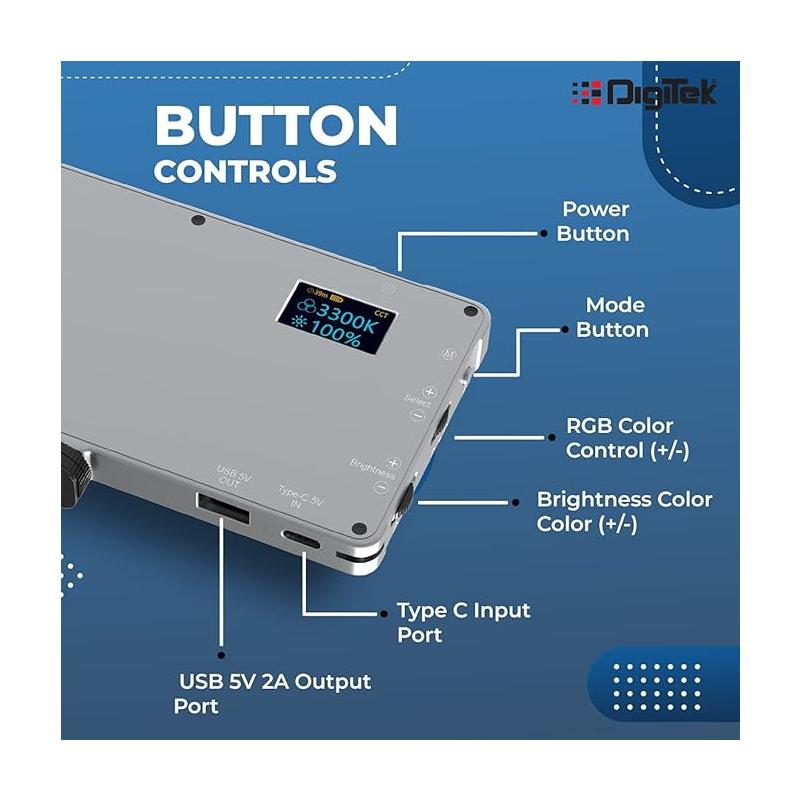 DigiTek
BUTTON
CONTROLS
Power
Button
39m
CCT
3300K
100%
Mode
Button
M
Select
RGB Color
Control (+/-)
Brightness
USB 5V
OUT
Type-C 5V
IN
Brightness Color
Color (+/-)
Type C Input
Port
USB 5V 2A Output
Port